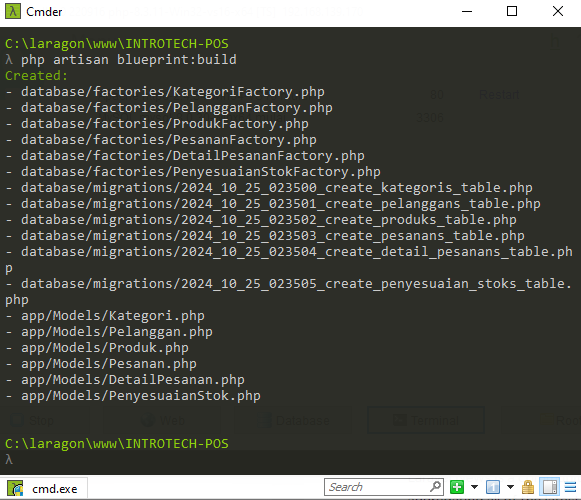 Cmder
C:\laragon\www\INTROTECH-POS
λ php artisan blueprint:build
Created:
- database/factories/KategoriFactory.php
- database/factories/PelangganFactory.php
- database/factories/ProdukFactory.php
- database/factories/PesananFactory.php
- database/factories/DetailPesananFactory.php
- database/factories/PenyesuaianStokFactory.php
- database/migrations/2024_10_25_023500_create_kategoris_table.php
- database/migrations/2024_10_25_023501_create_pelanggans_table.php
- database/migrations/2024_10_25_023502_create_produks_table.php
- database/migrations/2024_10_25_023503_create_pesanans_table.php
- database/migrations/2024_10_25_023504_create_detail_pesanans_table.ph
p
- database/migrations/2024_10_25_023505_create_penyesuaian_stoks_table.
php
- app/Models/Kategori.php
- app/Models/Pelanggan.php
- app/Models/Produk.php
- app/Models/Pesanan.php
- app/Models/DetailPesanan.php
- app/Models/PenyesuaianStok.php
C:\laragon\www\INTROTECH-POS
λ
cmd.exe
Search